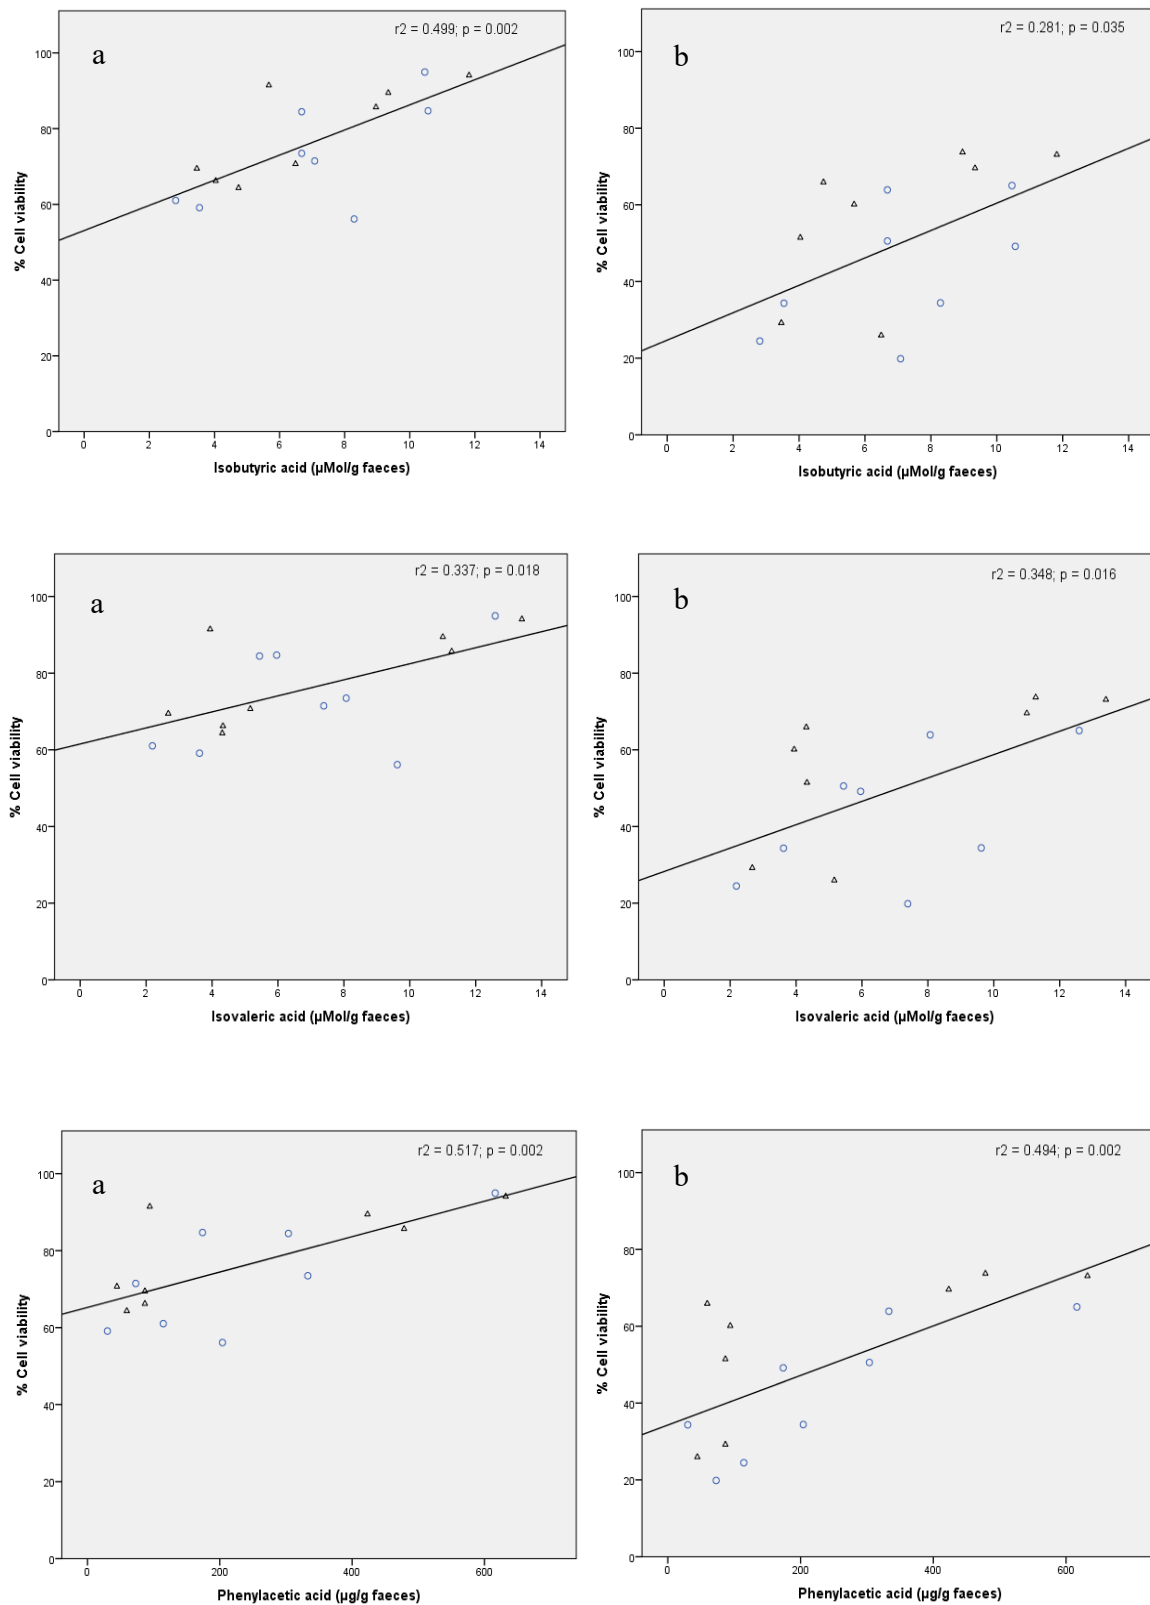 r2 = 0.499; p = 0.002
a
100
80
60
40
20
0
% Cell viability
0 2 4 6 8 10 12 14
Isobutyric acid (µMol/g faeces)
r2 = 0.281; p = 0.035
b
100
80
60
40
20
0
% Cell viability
0 2 4 6 8 10 12 14
Isobutyric acid (µMol/g faeces)
r2 = 0.337; p = 0.018
a
100
80
60
40
20
0
% Cell viability
0 2 4 6 8 10 12 14
Isovaleric acid (µMol/g faeces)
r2 = 0.348; p = 0.016
b
100
80
60
40
20
0
% Cell viability
0 2 4 6 8 10 12 14
Isovaleric acid (µMol/g faeces)
r2 = 0.517; p = 0.002
a
100
80
60
40
20
0
% Cell viability
0 200 400 600
Phenylacetic acid (µg/g faeces)
r2 = 0.494; p = 0.002
b
100
80
60
40
20
0
% Cell viability
0 200 400 600
Phenylacetic acid (µg/g faeces)